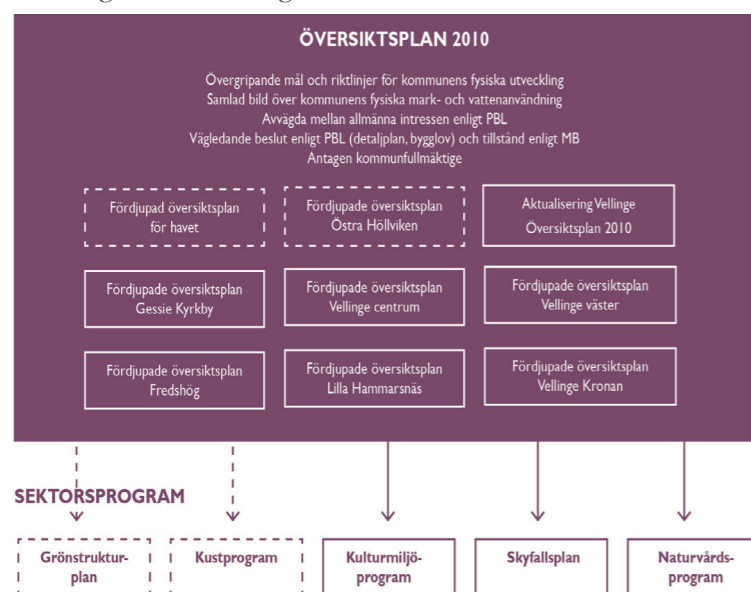 ÖVERSIKTSPLAN 2010
Övergripande mål och riktlinjer för kommunens fysiska utveckling
Samlad bild över kommunens fysiska mark- och vattenanvändning
Avvägda mellan allmänna intressen enligt PBL
Vägledande beslut enligt PBL (detaljplan, bygglov) och tillstånd enligt MB
Antagen kommunfullmäktige
Fördjupad översiktsplan
för havet
Fördjupade översiktsplan
Östra Höllviken
Aktualisering Vellinge
Översiktsplan 2010
Fördjupade översiktsplan
Gessie Kyrkby
Fördjupade översiktsplan
Vellinge centrum
Fördjupade översiktsplan
Vellinge väster
Fördjupade översiktsplan
Fredshög
Fördjupade översiktsplan
Lilla Hammarsnäs
Fördjupade översiktsplan
Vellinge Kronan
SEKTORSPROGRAM
Grönstruktur-
plan
Kustprogram
Kulturmiljö-
program
Skyfallsplan
Naturvårds-
program